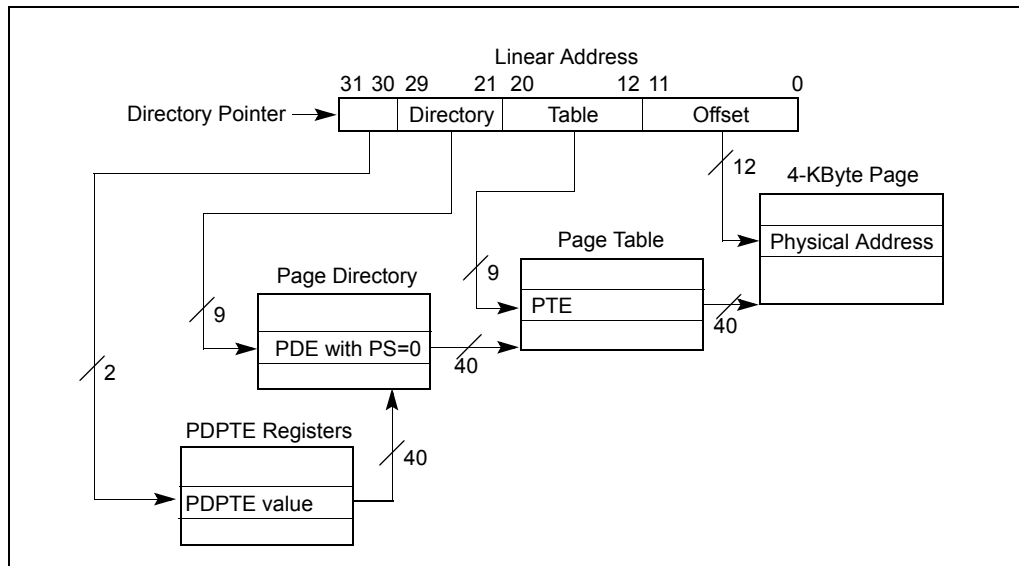 Linear Address
31 30 29 21 20 12 11 0
Directory Pointer Directory Table Offset
12
4-KByte Page
Physical Address
Page Table
9
PTE
40
Page Directory
9
PDE with PS=0
40
2
PDPTE Registers
40
PDPTE value